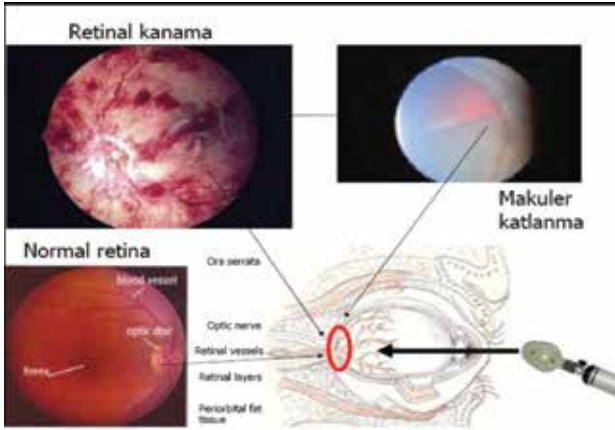 Retinal kanama
Makuler
katlanma
Normal retina
blood vessel
optic disc
fovea
Ora serrata
Optic nerve
Retinal vessels
Retinal layers
Periorbital fat
tissue